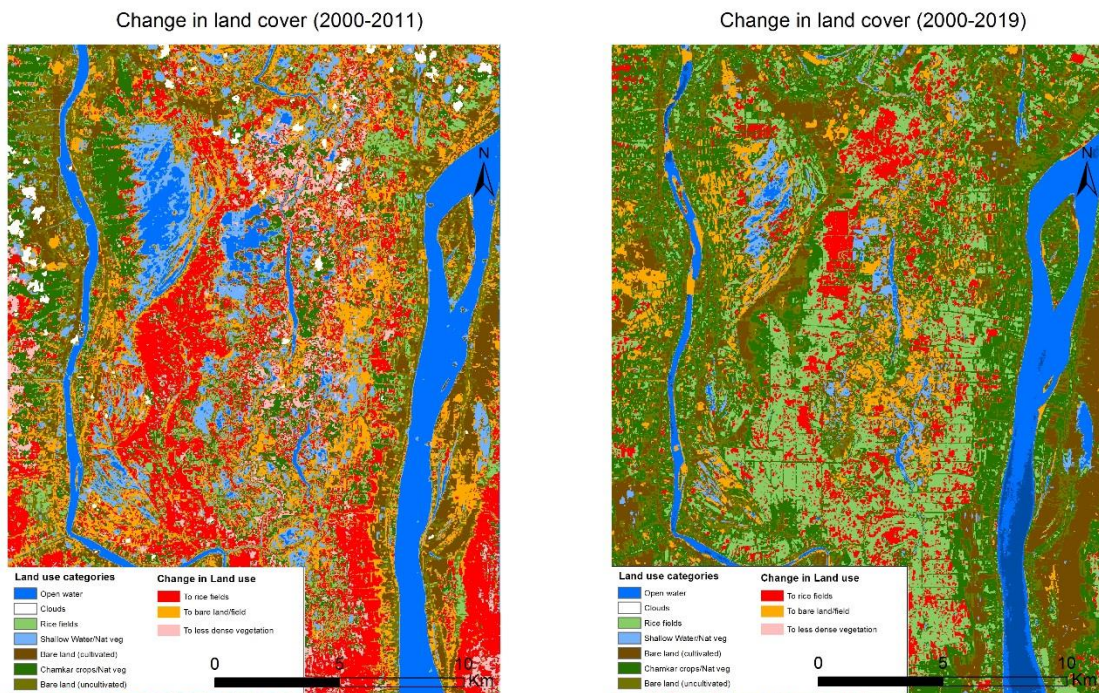 Change in land cover (2000-2011)
Change in land cover (2000-2019)
N
N
Land use categories
Open water
Clouds
Rice fields
Shallow Water/Nat veg
Bare land (cultivated)
Chamkar crops/Nat veg
Bare land (uncultivated)
Change in Land use
To rice fields
To bare land/field
To less dense vegetation
0
5
10
Km
Land use categories
Open water
Clouds
Rice fields
Shallow Water/Nat veg
Bare land (cultivated)
Chamkar crops/Nat veg
Bare land (uncultivated)
Change in Land use
To rice fields
To bare land/field
To less dense vegetation
0
5
10
Km